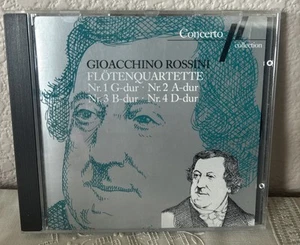 Concerto
collection
GIOACCHINO ROSSINI
FLÖTENQUARTETTE
Nr. 1 G-dur · Nr. 2 A-dur
Nr. 3 B-dur · Nr. 4 D-dur